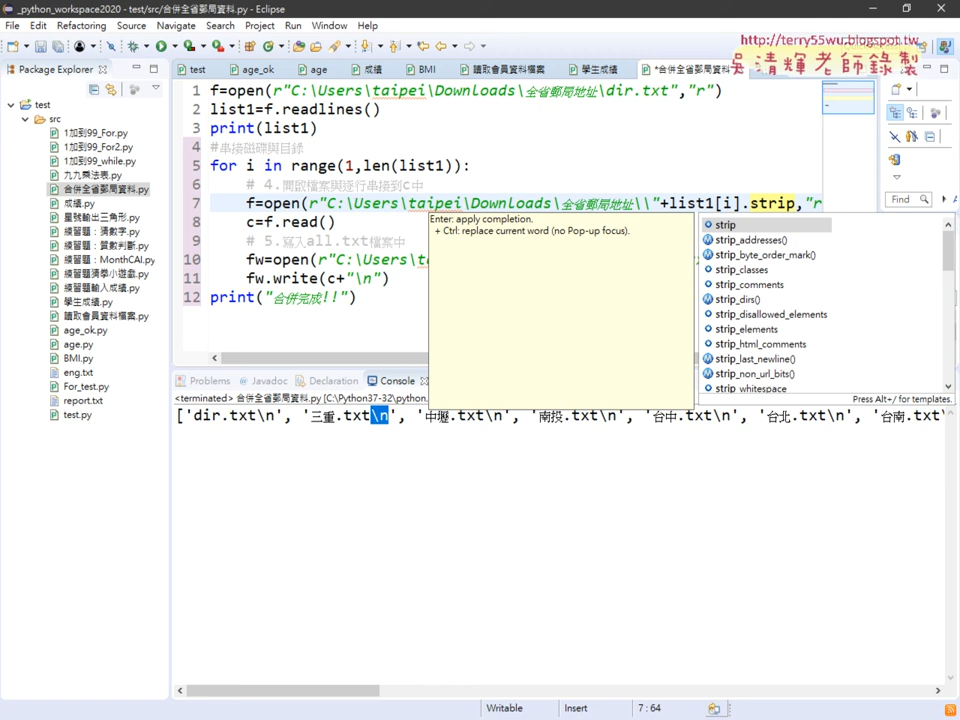 _python_workspace2020 - test/src/合併全省郵局資料.py - Eclipse
File Edit Refactoring Source Navigate Search Project Run Window Help
http://terry55wu.blogspot.tw
吳清輝老師錄製
Package Explorer
test age_ok age 成績 BMI 讀取會員資料檔案 學生成績 *合併全省郵局資料
test
src
1加到99_For.py
1加到99_For2.py
1加到99_while.py
九九乘法表.py
合併全省郵局資料.py
成績.py
星號輸出三角形.py
練習題：猜數字.py
練習題：質數判斷.py
練習題：MonthCAl.py
練習題猜拳小遊戲.py
練習題輸入成績.py
學生成績.py
讀取會員資料檔案.py
age_ok.py
age.py
BMI.py
eng.txt
For_test.py
report.txt
test.py
1 f=open(r"C:\Users\taipei\Downloads\全省郵局地址\dir.txt","r")
2 list1=f.readlines()
3 print(list1)
4 #串接磁碟與目錄
5 for i in range(1,len(list1)):
6 # 4.開啟檔案與逐行串接到c中
7 f=open(r"C:\Users\taipei\Downloads\全省郵局地址\\"+list1[i].strip,"r
8 c=f.read()
9 # 5.寫入all.txt檔案中
10 fw=open(r"C:\Users\t
11 fw.write(c+"\n")
12 print("合併完成!!")
Enter: apply completion.
+ Ctrl: replace current word (no Pop-up focus).
strip
strip_addresses()
strip_byte_order_mark()
strip_classes
strip_comments
strip_dirs()
strip_disallowed_elements
strip_elements
strip_html_comments
strip_last_newline()
strip_non_url_bits()
strip_whitespace
Press Alt+/ for templates.
Find
Problems Javadoc Declaration Console
<terminated> 合併全省郵局資料.py [C:\Python37-32\python.
['dir.txt\n', '三重.txt\n', '中壢.txt\n', '南投.txt\n', '台中.txt\n', '台北.txt\n', '台南.txt
Writable Insert 7 : 64